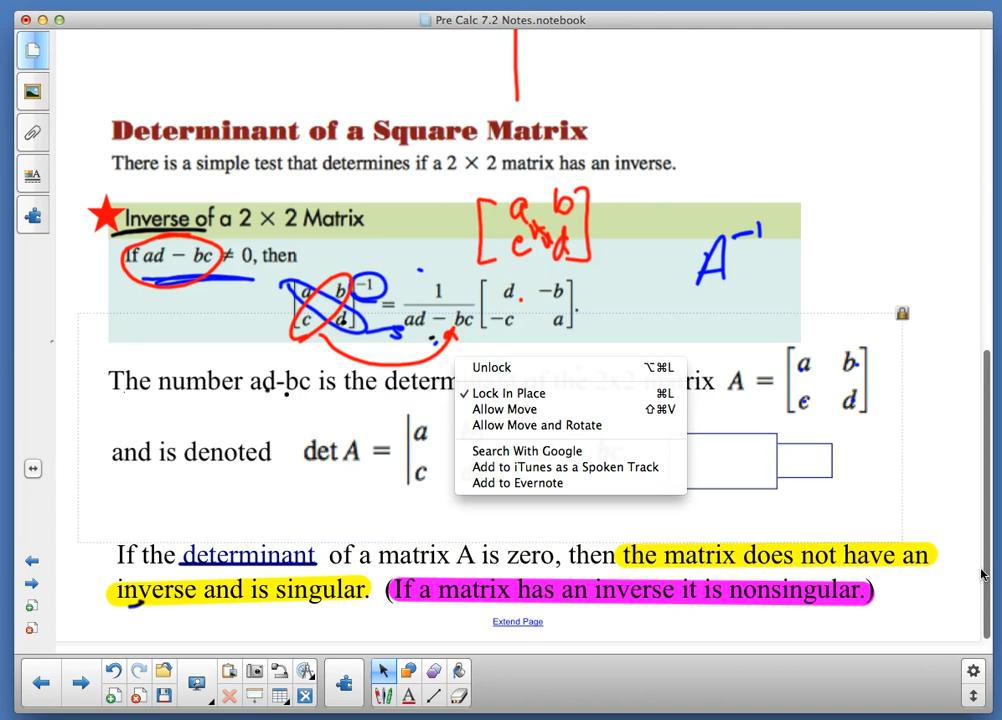 Pre Calc 7.2 Notes.notebook
Determinant of a Square Matrix
There is a simple test that determines if a 2 × 2 matrix has an inverse.
Inverse of a 2 × 2 Matrix
[a b
c d]
If ad − bc ≠ 0, then
A⁻¹
[a b
c d]⁻¹ = 1 / (ad − bc) [d −b
−c a].
The number ad-bc is the determ
rix A = [a b
c d]
and is denoted det A = |a
c
Unlock ⌥⌘L
✓ Lock In Place ⌘L
Allow Move ⇧⌘V
Allow Move and Rotate
Search With Google
Add to iTunes as a Spoken Track
Add to Evernote
If the determinant of a matrix A is zero, then the matrix does not have an
inverse and is singular. (If a matrix has an inverse it is nonsingular.)
Extend Page